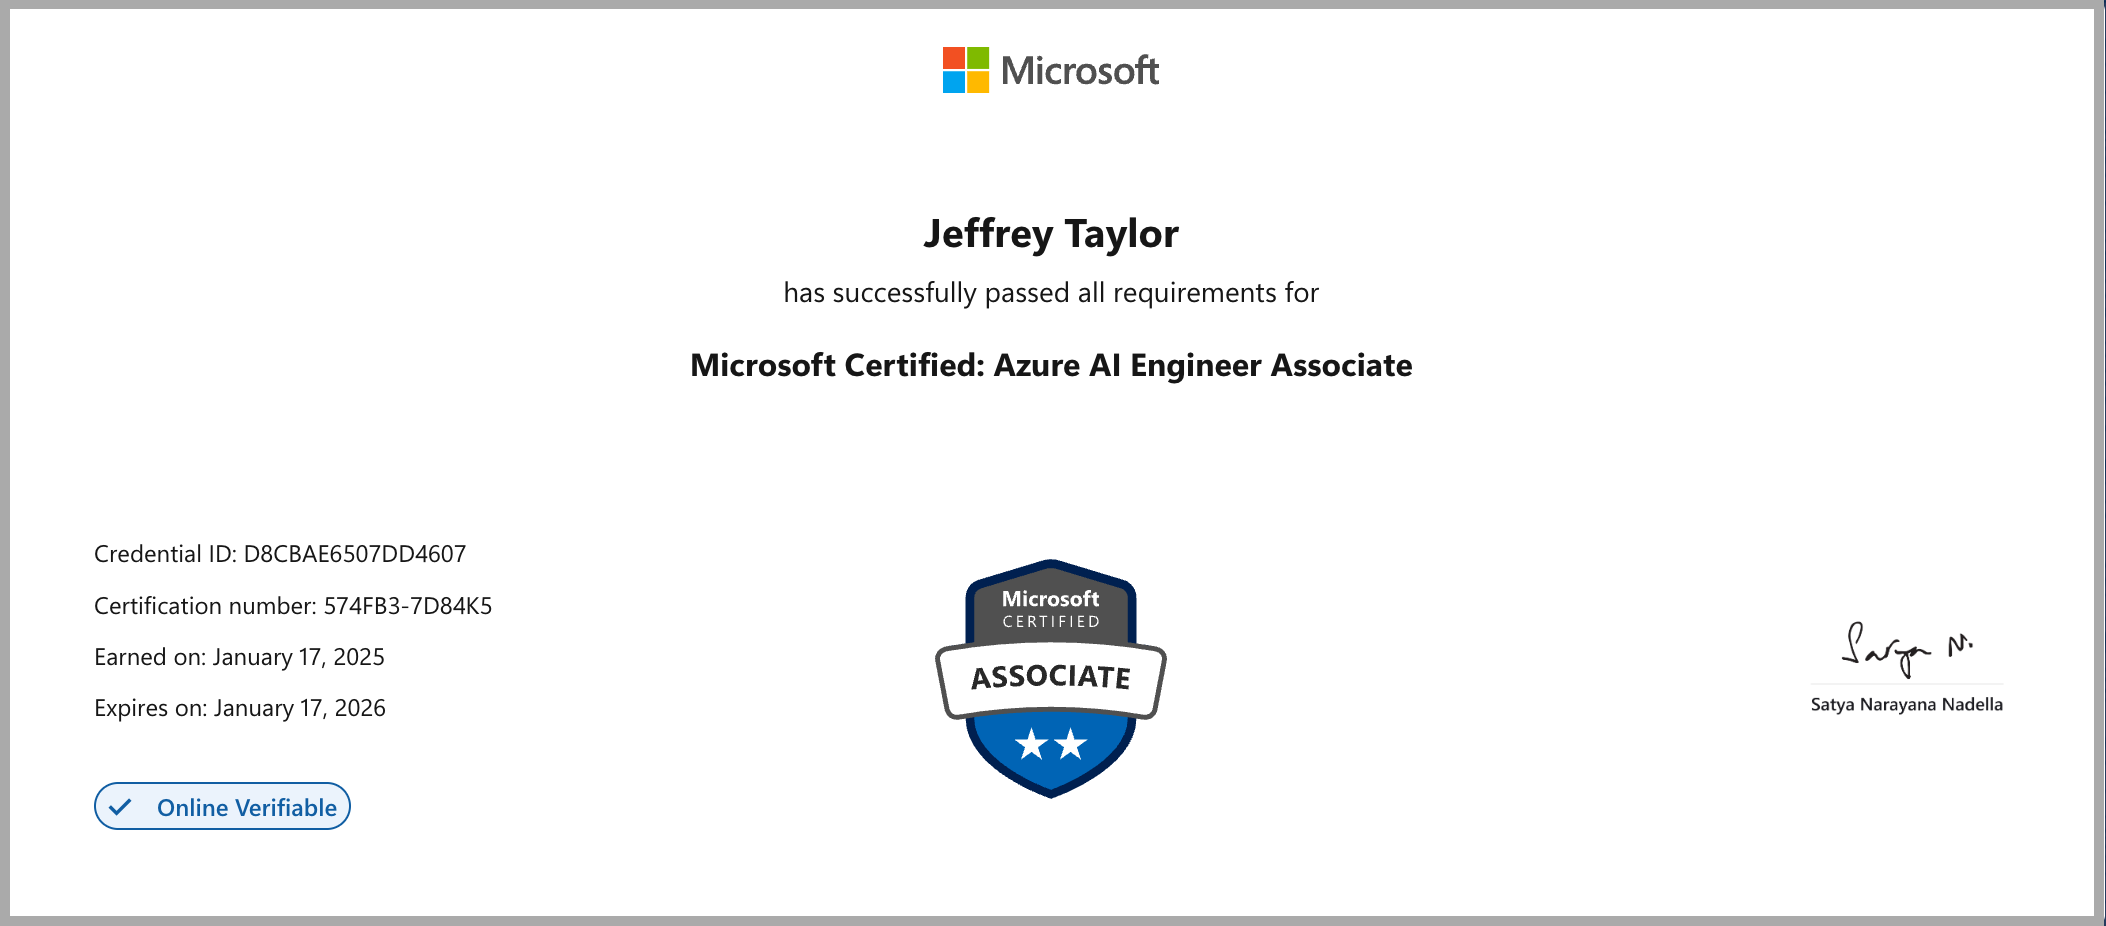 Microsoft
Jeffrey Taylor
has successfully passed all requirements for
Microsoft Certified: Azure AI Engineer Associate
Credential ID: D8CBAE6507DD4607
Certification number: 574FB3-7D84K5
Earned on: January 17, 2025
Expires on: January 17, 2026
Online Verifiable
Microsoft
CERTIFIED
ASSOCIATE
Satya N.
Satya Narayana Nadella